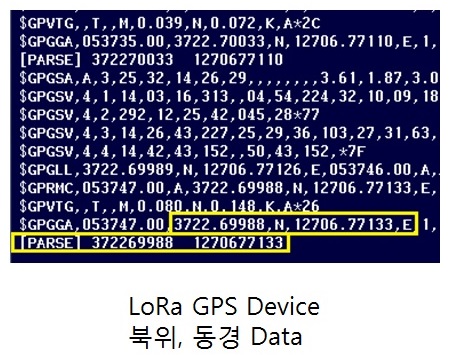 $GPVTG,,T,,M,0.039,N,0.072,K,A*2C
$GPGGA,053735.00,3722.70033,N,12706.77110,E,1,
[PARSE] 372270033 1270677110
$GPGSA,A,3,25,32,14,26,29,,,,,,,,3.61,1.87,3.0
$GPGSV,4,1,14,03,16,313,,04,54,224,32,10,09,18
$GPGSV,4,2,292,12,25,42,045,28*77
$GPGSV,4,3,14,26,43,227,25,29,36,103,27,31,63,
$GPGSV,4,4,14,42,43,152,,50,43,152,*7F
$GPGLL,3722.69989,N,12706.77126,E,053746.00,A,
$GPRMC,053747.00,A,3722.69988,N,12706.77133,E,
$GPVTG,,T,,M,0.080,N,0.148,K,A*26
$GPGGA,053747.00,3722.69988,N,12706.77133,E,1,
[PARSE] 372269988 1270677133
LoRa GPS Device
북위, 동경 Data